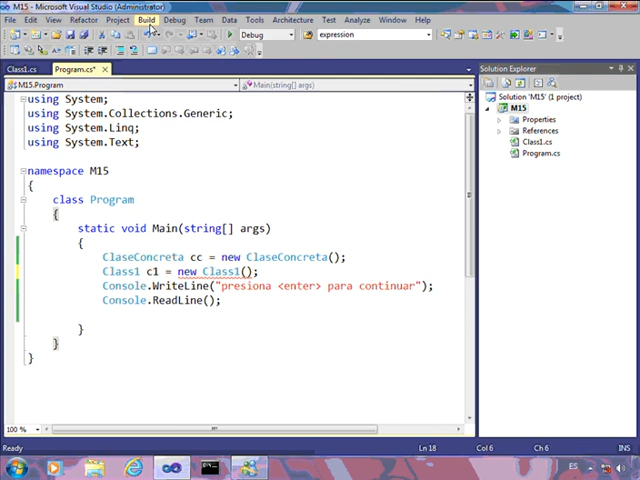 M15 - Microsoft Visual Studio (Administrator)
File Edit View Refactor Project Build Debug Team Data Tools Architecture Test Analyze Window Help
Debug expression
Class1.cs Program.cs*
M15.Program Main(string[] args)
using System;
using System.Collections.Generic;
using System.Linq;
using System.Text;
namespace M15
{
class Program
{
static void Main(string[] args)
{
ClaseConcreta cc = new ClaseConcreta();
Class1 c1 = new Class1();
Console.WriteLine("presiona <enter> para continuar");
Console.ReadLine();
}
}
}
100 %
Solution Explorer
Solution 'M15' (1 project)
M15
Properties
References
Class1.cs
Program.cs
Ready Ln 18 Col 6 Ch 6 INS
ES